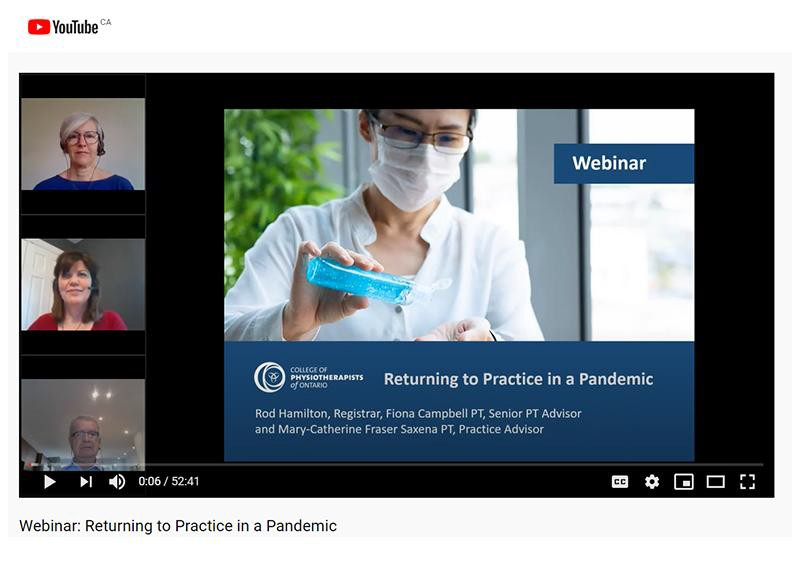 YouTube CA
Webinar
COLLEGE OF
PHYSIOTHERAPISTS
of ONTARIO
Returning to Practice in a Pandemic
Rod Hamilton, Registrar, Fiona Campbell PT, Senior PT Advisor
and Mary-Catherine Fraser Saxena PT, Practice Advisor
0:06 / 52:41
CC
Webinar: Returning to Practice in a Pandemic